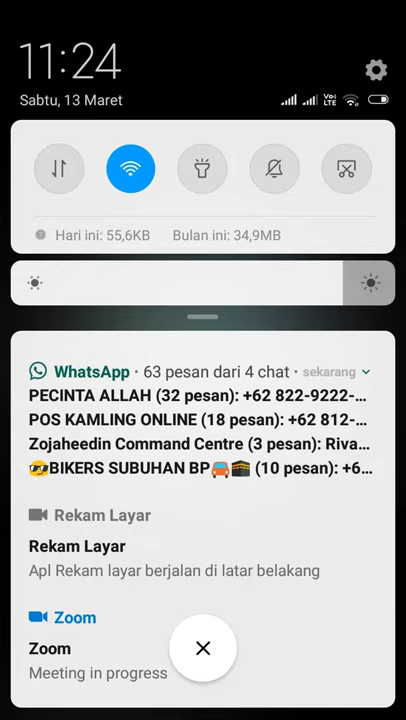 11:24
Sabtu, 13 Maret
Vo) LTE
Hari ini: 55,6KB Bulan ini: 34,9MB
WhatsApp · 63 pesan dari 4 chat · sekarang
PECINTA ALLAH (32 pesan): +62 822-9222-...
POS KAMLING ONLINE (18 pesan): +62 812-...
Zojaheedin Command Centre (3 pesan): Riva...
😎BIKERS SUBUHAN BP🚘🕋 (10 pesan): +6...
Rekam Layar
Rekam Layar
Apl Rekam layar berjalan di latar belakang
Zoom
Zoom
Meeting in progress